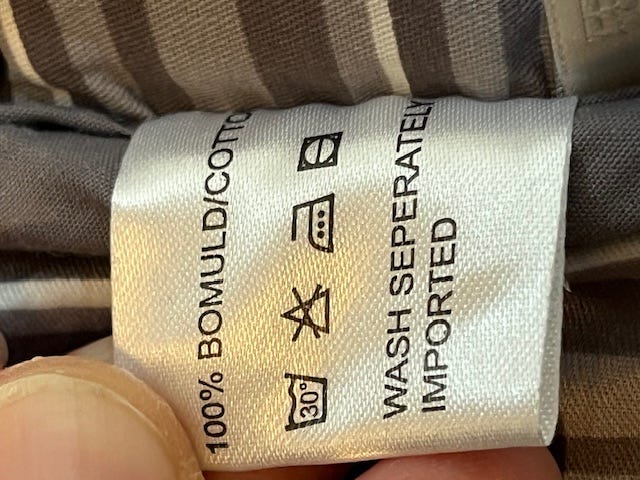 100% BOMULD/COTTO
30°
WASH SEPERATELY
IMPORTED